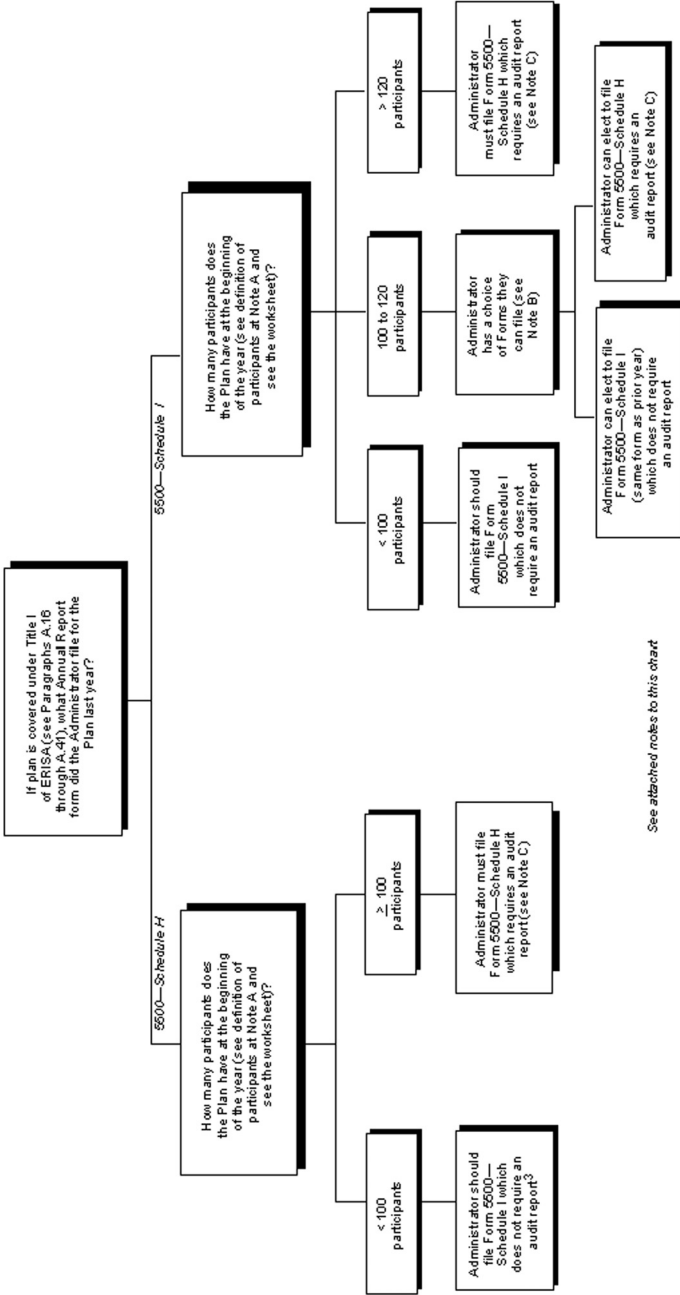 If plan is covered under Title I
of ERISA (see Paragraphs A.16
through A.41), what Annual Report
form did the Administrator file for the
Plan last year?
5500—Schedule H
5500—Schedule I
How many participants does
the Plan have at the beginning
of the year (see definition of
participants at Note A and
see the worksheet)?
How many participants does
the Plan have at the beginning
of the year (see definition of
participants at Note A and
see the worksheet)?
< 100
participants
≥ 100
participants
< 100
participants
100 to 120
participants
> 120
participants
Administrator should
file Form 5500—
Schedule I which
does not require an
audit report3
Administrator must file
Form 5500—Schedule H
which requires an audit
report (see Note C)
Administrator should
file Form
5500—Schedule I
which does not
require an audit report
Administrator
has a choice
of Forms they
can file (see
Note B)
Administrator
must file Form 5500—
Schedule H which
requires an audit report
(see Note C)
Administrator can elect to file
Form 5500—Schedule I
(same form as prior year)
which does not require
an audit report
Administrator can elect to file
Form 5500—Schedule H
which requires an
audit report (see Note C)
See attached notes to this chart